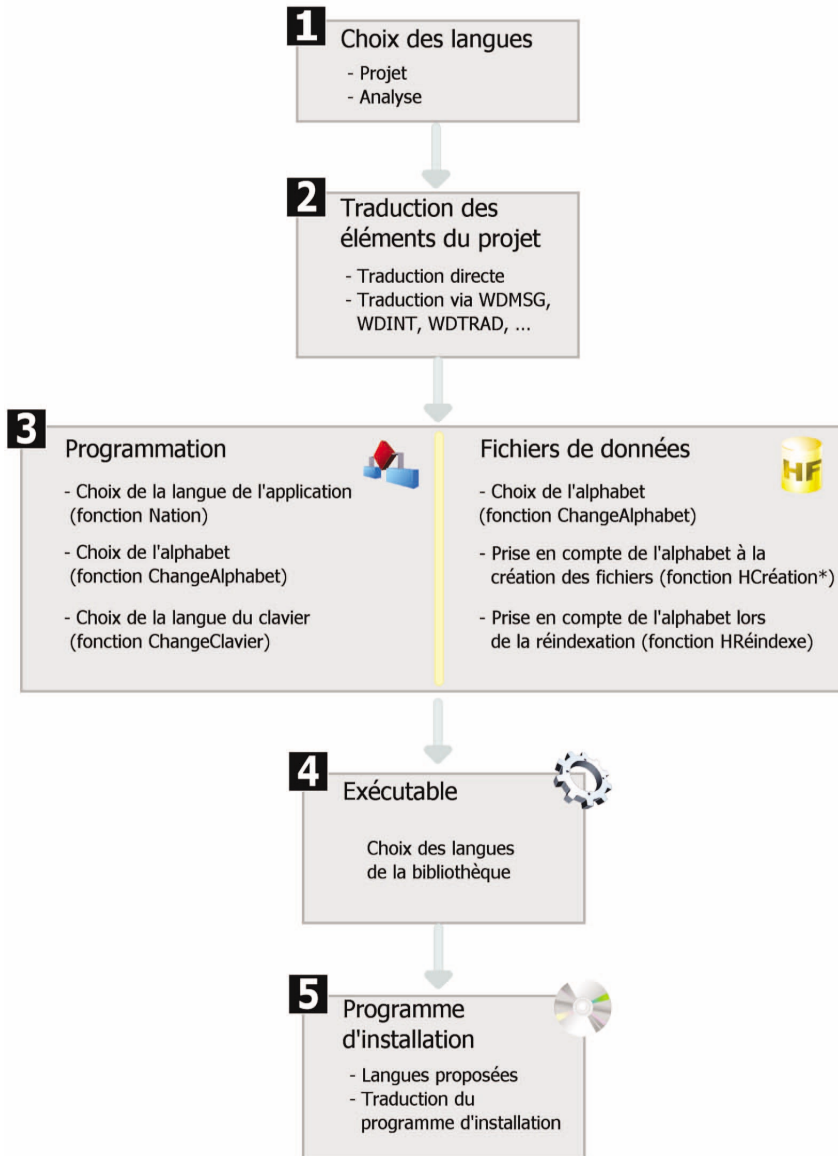 1
Choix des langues
- Projet
- Analyse
2
Traduction des
éléments du projet
- Traduction directe
- Traduction via WDMSG,
WDINT, WDTRAD, ...
3
Programmation
- Choix de la langue de l'application
(fonction Nation)
- Choix de l'alphabet
(fonction ChangeAlphabet)
- Choix de la langue du clavier
(fonction ChangeClavier)
Fichiers de données
HF
- Choix de l'alphabet
(fonction ChangeAlphabet)
- Prise en compte de l'alphabet à la
création des fichiers (fonction HCréation*)
- Prise en compte de l'alphabet lors
de la réindexation (fonction HRéindexe)
4
Exécutable
Choix des langues
de la bibliothèque
5
Programme
d'installation
- Langues proposées
- Traduction du
programme d'installation